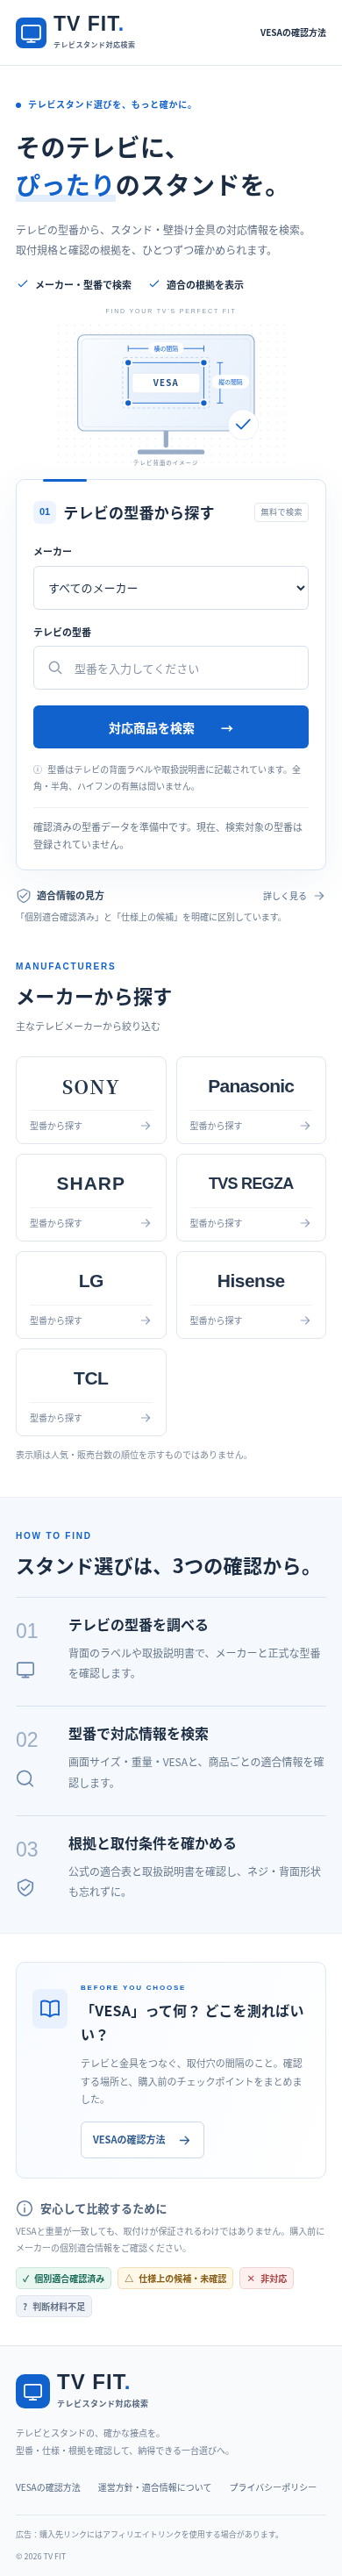 TV FIT.
テレビスタンド対応検索
VESAの確認方法
テレビスタンド選びを、もっと確かに。
そのテレビに、
ぴったりのスタンドを。
テレビの型番から、スタンド・壁掛け金具の対応情報を検索。
取付規格と確認の根拠を、ひとつずつ確かめられます。
メーカー・型番で検索
適合の根拠を表示
FIND YOUR TV'S PERFECT FIT
横の間隔
VESA
縦の間隔
テレビ背面のイメージ
01
テレビの型番から探す
無料で検索
メーカー
すべてのメーカー
テレビの型番
型番を入力してください
対応商品を検索 →
ⓘ 型番はテレビの背面ラベルや取扱説明書に記載されています。全
角・半角、ハイフンの有無は問いません。
確認済みの型番データを準備中です。現在、検索対象の型番は
登録されていません。
適合情報の見方
詳しく見る →
「個別適合確認済み」と「仕様上の候補」を明確に区別しています。
MANUFACTURERS
メーカーから探す
主なテレビメーカーから絞り込む
SONY
型番から探す →
Panasonic
型番から探す →
SHARP
型番から探す →
TVS REGZA
型番から探す →
LG
型番から探す →
Hisense
型番から探す →
TCL
型番から探す →
表示順は人気・販売台数の順位を示すものではありません。
HOW TO FIND
スタンド選びは、3つの確認から。
01
テレビの型番を調べる
背面のラベルや取扱説明書で、メーカーと正式な型番
を確認します。
02
型番で対応情報を検索
画面サイズ・重量・VESAと、商品ごとの適合情報を確
認します。
03
根拠と取付条件を確かめる
公式の適合表と取扱説明書を確認し、ネジ・背面形状
も忘れずに。
BEFORE YOU CHOOSE
「VESA」って何？ どこを測ればい
い？
テレビと金具をつなぐ、取付穴の間隔のこと。確認
する場所と、購入前のチェックポイントをまとめま
した。
VESAの確認方法 →
安心して比較するために
VESAと重量が一致しても、取付けが保証されるわけではありません。購入前に
メーカーの個別適合情報をご確認ください。
✓ 個別適合確認済み
△ 仕様上の候補・未確認
× 非対応
? 判断材料不足
TV FIT.
テレビスタンド対応検索
テレビとスタンドの、確かな接点を。
型番・仕様・根拠を確認して、納得できる一台選びへ。
VESAの確認方法
運営方針・適合情報について
プライバシーポリシー
広告：購入先リンクにはアフィリエイトリンクを使用する場合があります。
© 2026 TV FIT